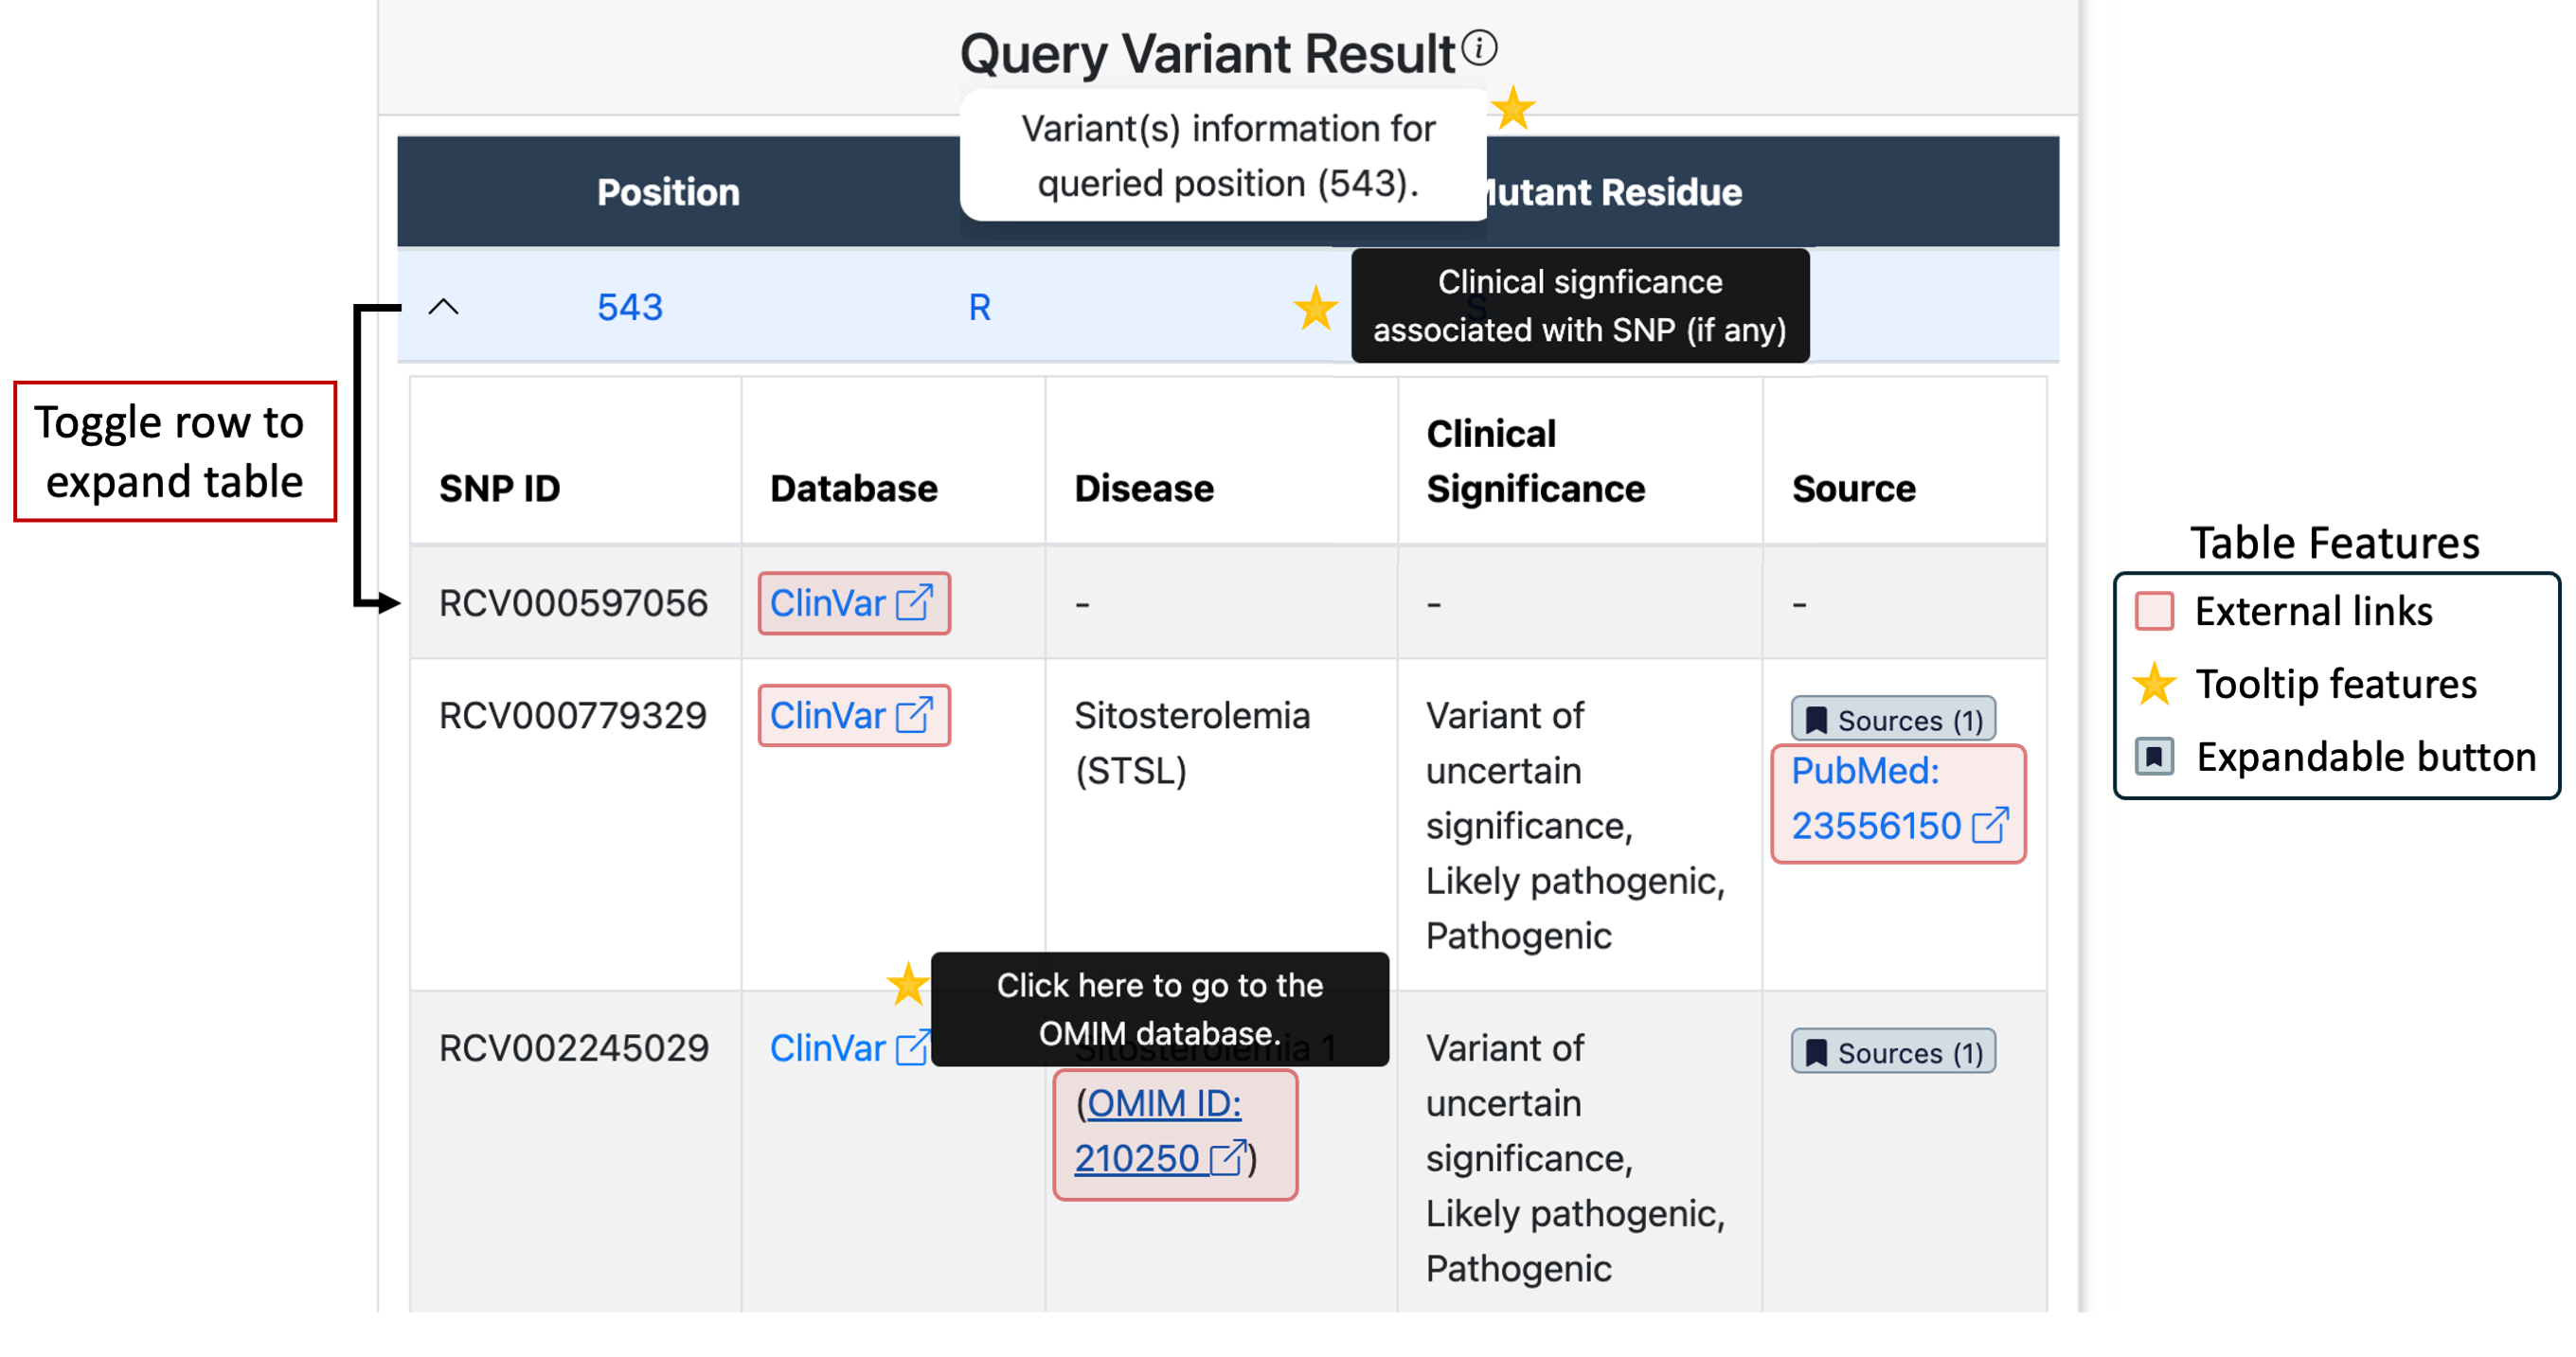 Query Variant Result
Variant(s) information for
queried position (543).
Position
Mutant Residue
543
R
S
Clinical signficance
associated with SNP (if any)
Toggle row to
expand table
SNP ID
Database
Disease
Clinical
Significance
Source
RCV000597056
ClinVar
-
-
-
RCV000779329
ClinVar
Sitosterolemia
(STSL)
Variant of
uncertain
significance,
Likely pathogenic,
Pathogenic
Sources (1)
PubMed:
23556150
Click here to go to the
OMIM database.
RCV002245029
ClinVar
Sitosterolemia 1
(OMIM ID:
210250)
Variant of
uncertain
significance,
Likely pathogenic,
Pathogenic
Sources (1)
Table Features
External links
Tooltip features
Expandable button